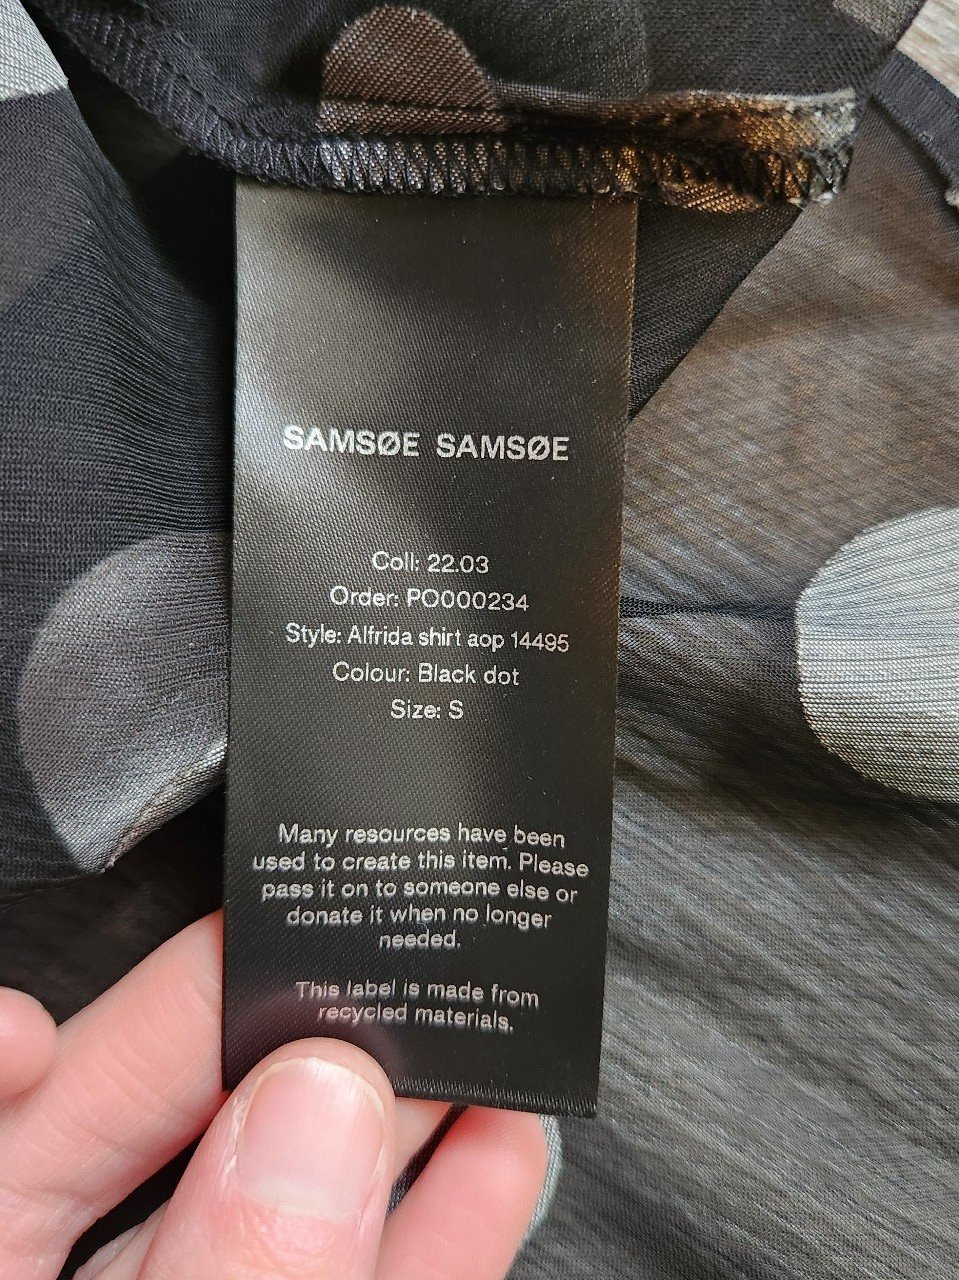 SAMSØE SAMSØE
Coll: 22.03
Order: PO000234
Style: Alfrida shirt aop 14495
Colour: Black dot
Size: S
Many resources have been
used to create this item. Please
pass it on to someone else or
donate it when no longer
needed.
This label is made from
recycled materials.